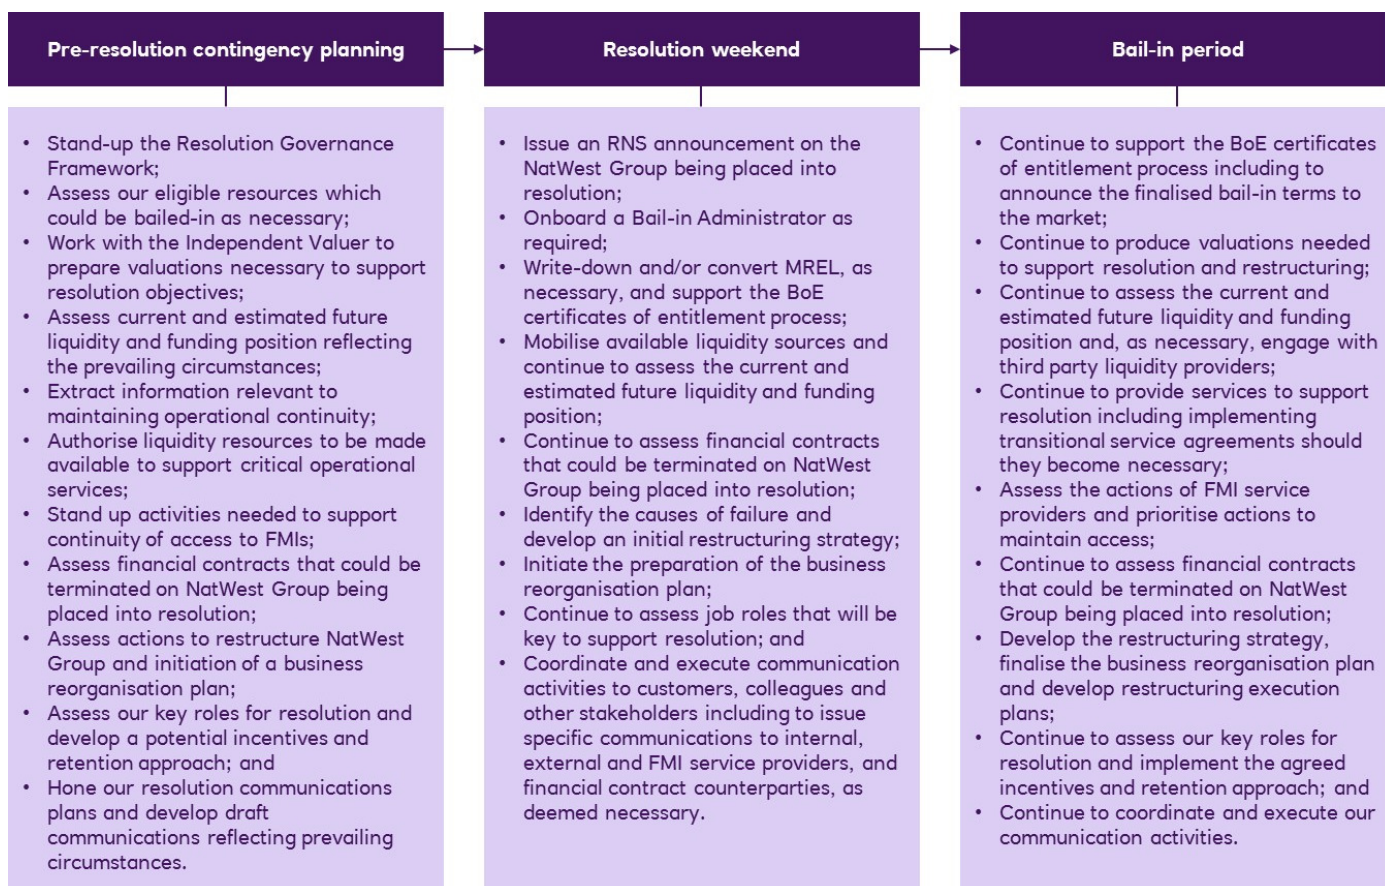 Pre-resolution contingency planning
• Stand-up the Resolution Governance
Framework;
• Assess our eligible resources which
could be bailed-in as necessary;
• Work with the Independent Valuer to
prepare valuations necessary to support
resolution objectives;
• Assess current and estimated future
liquidity and funding position reflecting
the prevailing circumstances;
• Extract information relevant to
maintaining operational continuity;
• Authorise liquidity resources to be made
available to support critical operational
services;
• Stand up activities needed to support
continuity of access to FMIs;
• Assess financial contracts that could be
terminated on NatWest Group being
placed into resolution;
• Assess actions to restructure NatWest
Group and initiation of a business
reorganisation plan;
• Assess our key roles for resolution and
develop a potential incentives and
retention approach; and
• Hone our resolution communications
plans and develop draft
communications reflecting prevailing
circumstances.
Resolution weekend
• Issue an RNS announcement on the
NatWest Group being placed into
resolution;
• Onboard a Bail-in Administrator as
required;
• Write-down and/or convert MREL, as
necessary, and support the BoE
certificates of entitlement process;
• Mobilise available liquidity sources and
continue to assess the current and
estimated future liquidity and funding
position;
• Continue to assess financial contracts
that could be terminated on NatWest
Group being placed into resolution;
• Identify the causes of failure and
develop an initial restructuring strategy;
• Initiate the preparation of the business
reorganisation plan;
• Continue to assess job roles that will be
key to support resolution; and
• Coordinate and execute communication
activities to customers, colleagues and
other stakeholders including to issue
specific communications to internal,
external and FMI service providers, and
financial contract counterparties, as
deemed necessary.
Bail-in period
• Continue to support the BoE certificates
of entitlement process including to
announce the finalised bail-in terms to
the market;
• Continue to produce valuations needed
to support resolution and restructuring;
• Continue to assess the current and
estimated future liquidity and funding
position and, as necessary, engage with
third party liquidity providers;
• Continue to provide services to support
resolution including implementing
transitional service agreements should
they become necessary;
• Assess the actions of FMI service
providers and prioritise actions to
maintain access;
• Continue to assess financial contracts
that could be terminated on NatWest
Group being placed into resolution;
• Develop the restructuring strategy,
finalise the business reorganisation plan
and develop restructuring execution
plans;
• Continue to assess our key roles for
resolution and implement the agreed
incentives and retention approach; and
• Continue to coordinate and execute our
communication activities.